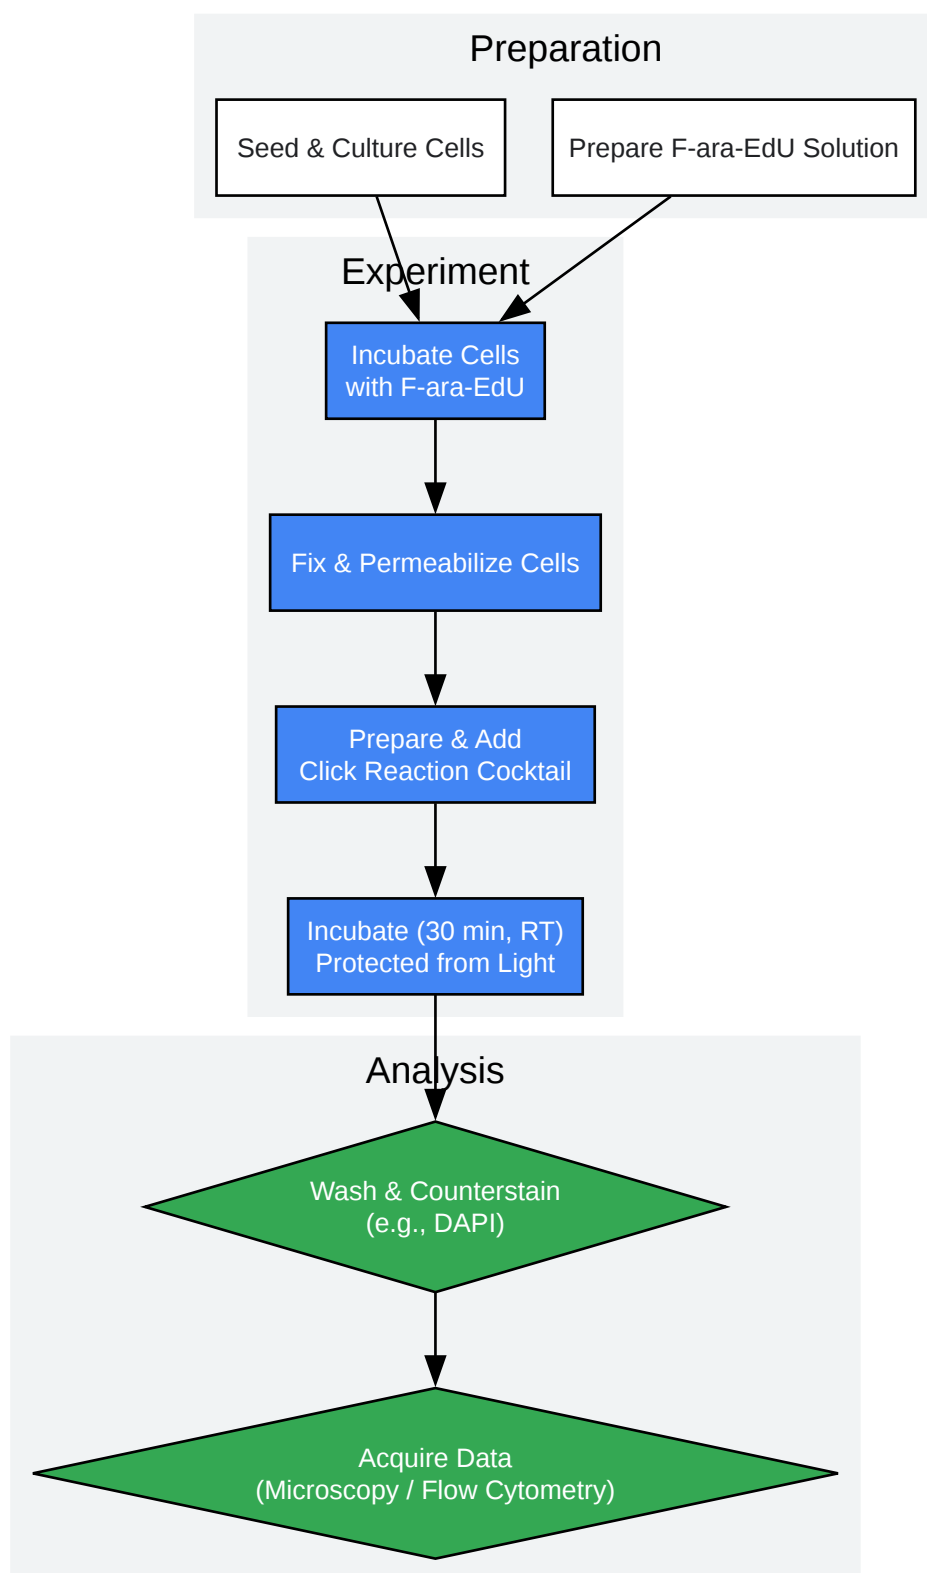 Preparation
Seed & Culture Cells
Prepare F-ara-EdU Solution
Experiment
Incubate Cells
with F-ara-EdU
Fix & Permeabilize Cells
Prepare & Add
Click Reaction Cocktail
Incubate (30 min, RT)
Protected from Light
Analysis
Wash & Counterstain
(e.g., DAPI)
Acquire Data
(Microscopy / Flow Cytometry)